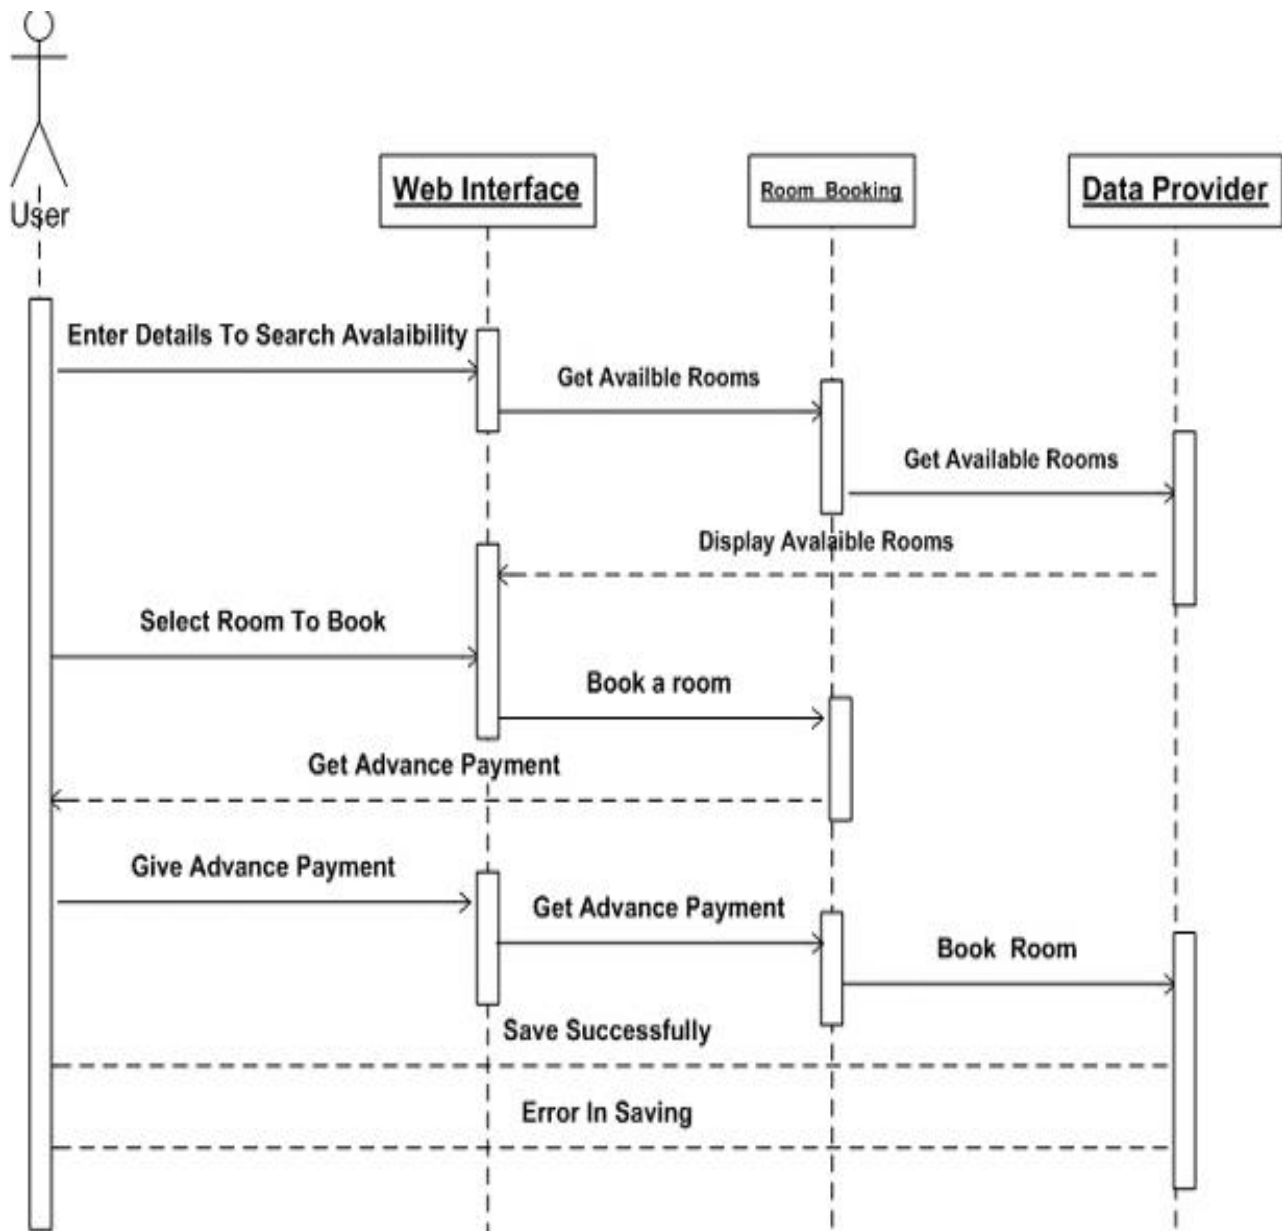 User
Web Interface
Room Booking
Data Provider
Enter Details To Search Avalaibility
Get Availble Rooms
Get Available Rooms
Display Avalaible Rooms
Select Room To Book
Book a room
Get Advance Payment
Give Advance Payment
Get Advance Payment
Book Room
Save Successfully
Error In Saving